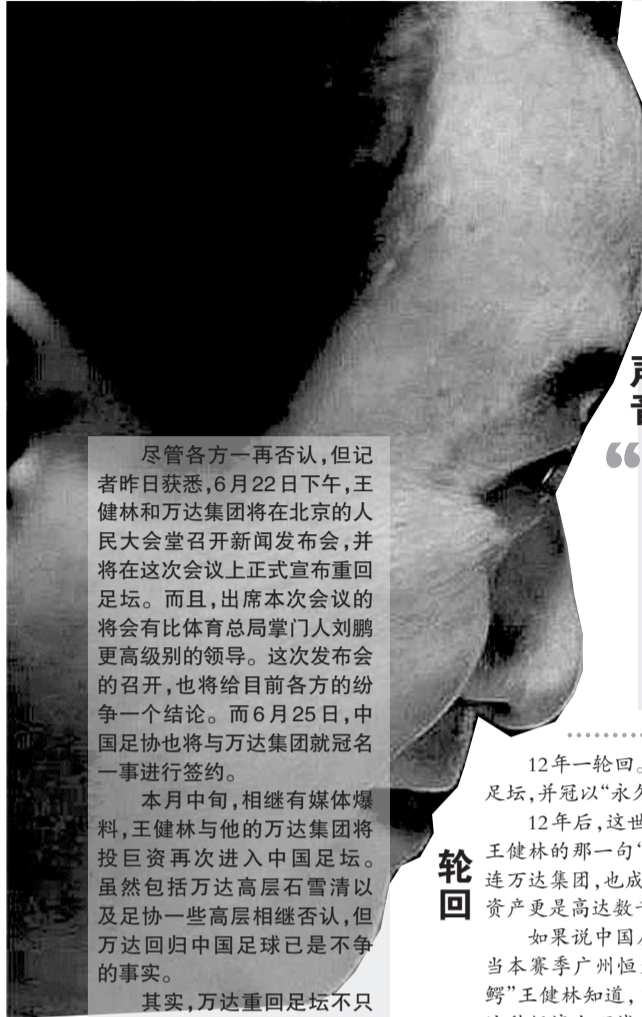 尽管各方一再否认,但记
者昨日获悉,6月22日下午,王
健林和万达集团将在北京的人
民大会堂召开新闻发布会,并
将在这次会议上正式宣布重回
足坛。而且,出席本次会议的
将会有比体育总局掌门人刘鹏
更高级别的领导。这次发布会
的召开,也将给目前各方的纷
争一个结论。而6月25日,中
国足协也将与万达集团就冠名
一事进行签约。
本月中旬,相继有媒体爆
料,王健林与他的万达集团将
投巨资再次进入中国足坛。
虽然包括万达高层石雪清以
及足协一些高层相继否认,但
万达回归中国足球已是不争
的事实。
其实,万达重回足坛不只
“
轮回
12年一轮回。
足坛,并冠以“永
12年后,这世
王健林的那一句‘
连万达集团,也成
资产更是高达数
如果说中国
当本赛季广州恒
鳄”王健林知道,